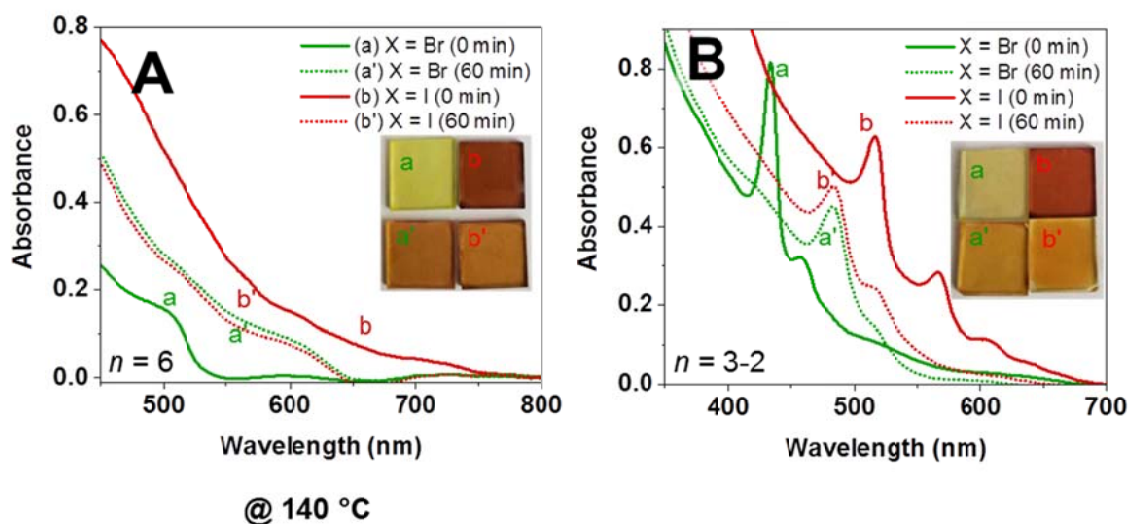 A
(a) X = Br (0 min)
(a') X = Br (60 min)
(b) X = I (0 min)
(b') X = I (60 min)
a
b
a'
b'
a
b'
a'
b
n = 6
0.8
0.6
0.4
0.2
0.0
Absorbance
500
600
700
800
Wavelength (nm)
@ 140 °C
B
X = Br (0 min)
X = Br (60 min)
X = I (0 min)
X = I (60 min)
a
b
a'
b'
a
b
b'
a'
n = 3-2
0.8
0.6
0.4
0.2
0.0
Absorbance
400
500
600
700
Wavelength (nm)